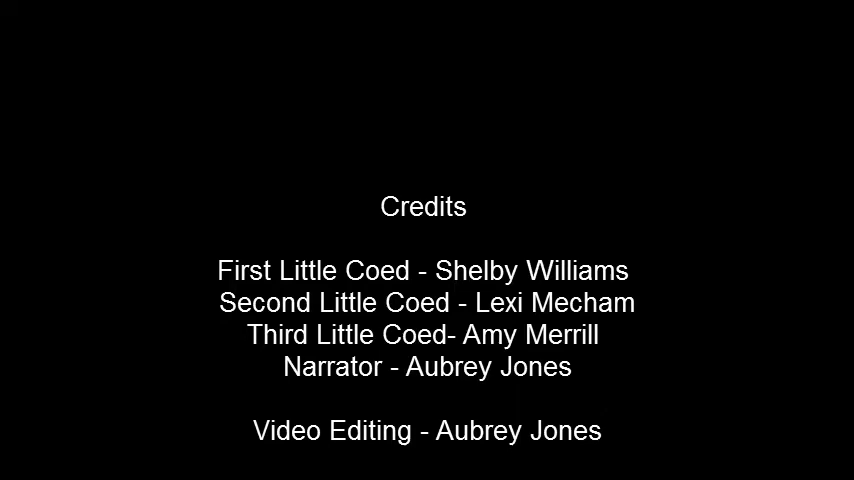 Credits
First Little Coed - Shelby Williams
Second Little Coed - Lexi Mecham
Third Little Coed- Amy Merrill
Narrator - Aubrey Jones
Video Editing - Aubrey Jones